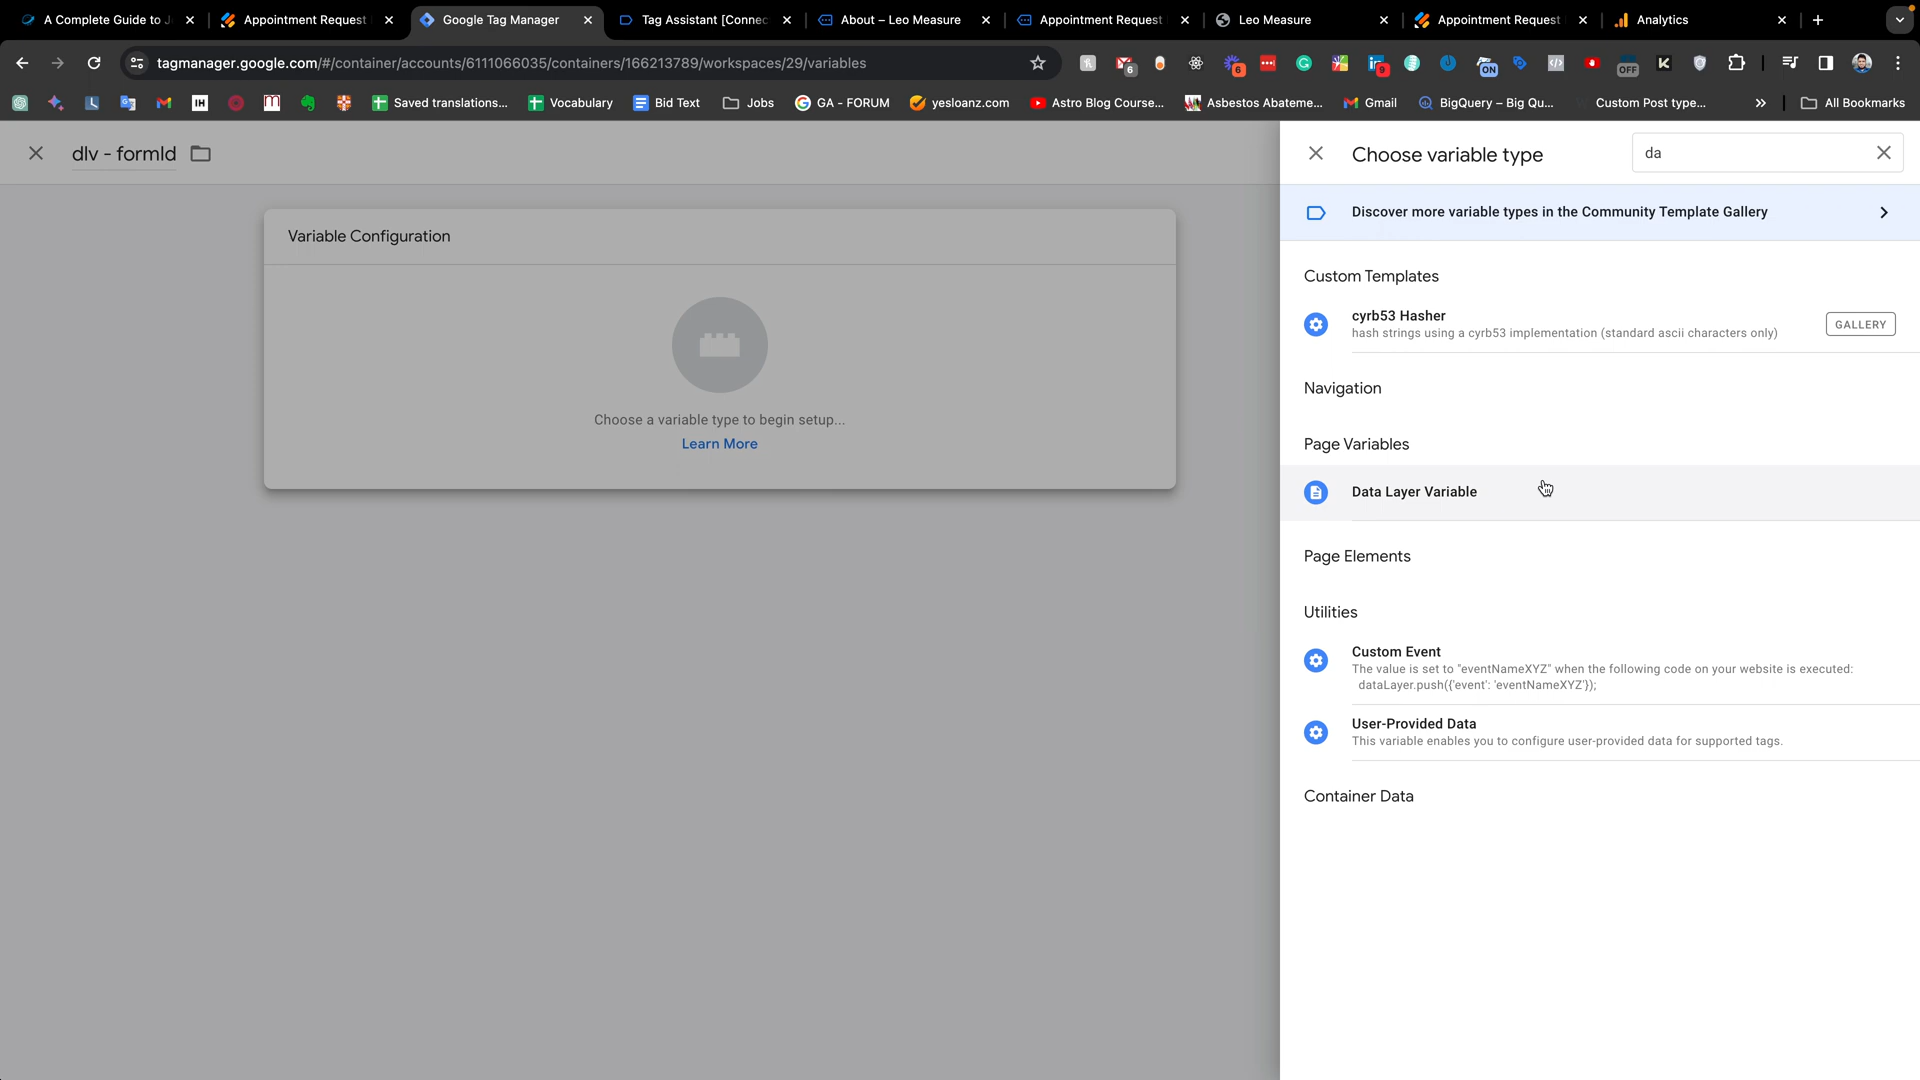 A Complete Guide to J
Appointment Request
Google Tag Manager
Tag Assistant [Connec
About – Leo Measure
Appointment Request
Leo Measure
Appointment Request
Analytics
tagmanager.google.com/#/container/accounts/6111066035/containers/166213789/workspaces/29/variables
6
6
9
ON
OFF
K
IH
Saved translations...
Vocabulary
Bid Text
Jobs
GA - FORUM
yesloanz.com
Astro Blog Course...
Asbestos Abateme...
Gmail
BigQuery – Big Qu...
Custom Post type...
All Bookmarks
dlv - formId
Choose variable type
da
Discover more variable types in the Community Template Gallery
Variable Configuration
Choose a variable type to begin setup...
Learn More
Custom Templates
cyrb53 Hasher
hash strings using a cyrb53 implementation (standard ascii characters only)
GALLERY
Navigation
Page Variables
Data Layer Variable
Page Elements
Utilities
Custom Event
The value is set to "eventNameXYZ" when the following code on your website is executed:
dataLayer.push({'event': 'eventNameXYZ'});
User-Provided Data
This variable enables you to configure user-provided data for supported tags.
Container Data